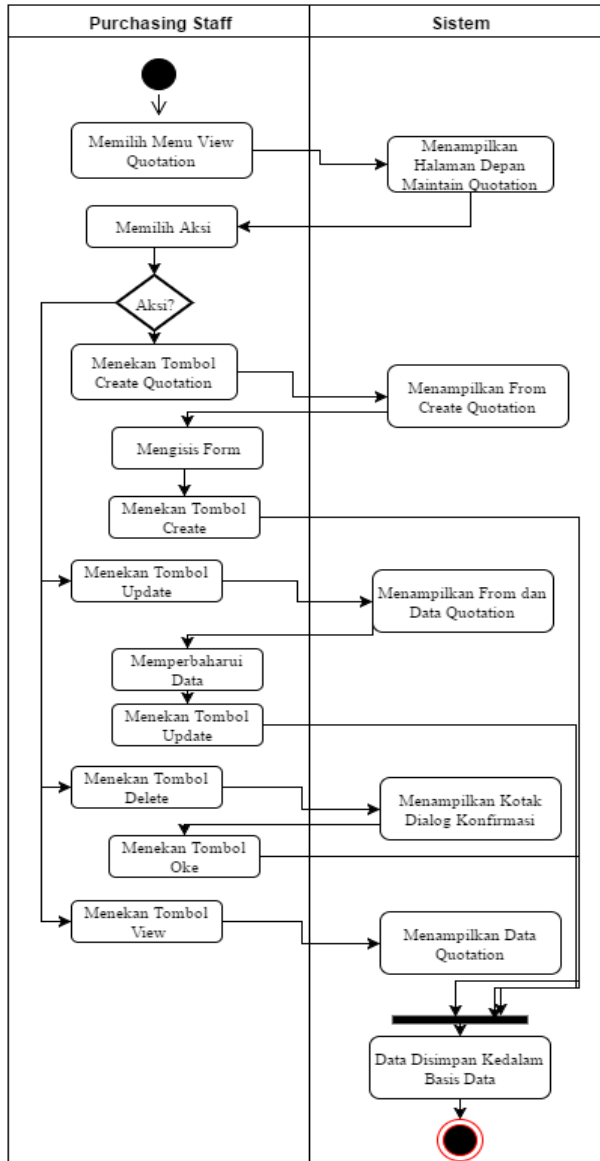 Purchasing Staff
Sistem
Memilih Menu View
Quotation
Menampilkan
Halaman Depan
Maintain Quotation
Memilih Aksi
Aksi?
Menekan Tombol
Create Quotation
Menampilkan From
Create Quotation
Mengisis Form
Menekan Tombol
Create
Menekan Tombol
Update
Menampilkan From dan
Data Quotation
Memperbaharui
Data
Menekan Tombol
Update
Menekan Tombol
Delete
Menampilkan Kotak
Dialog Konfirmasi
Menekan Tombol
Oke
Menekan Tombol
View
Menampilkan Data
Quotation
Data Disimpan Kedalam
Basis Data